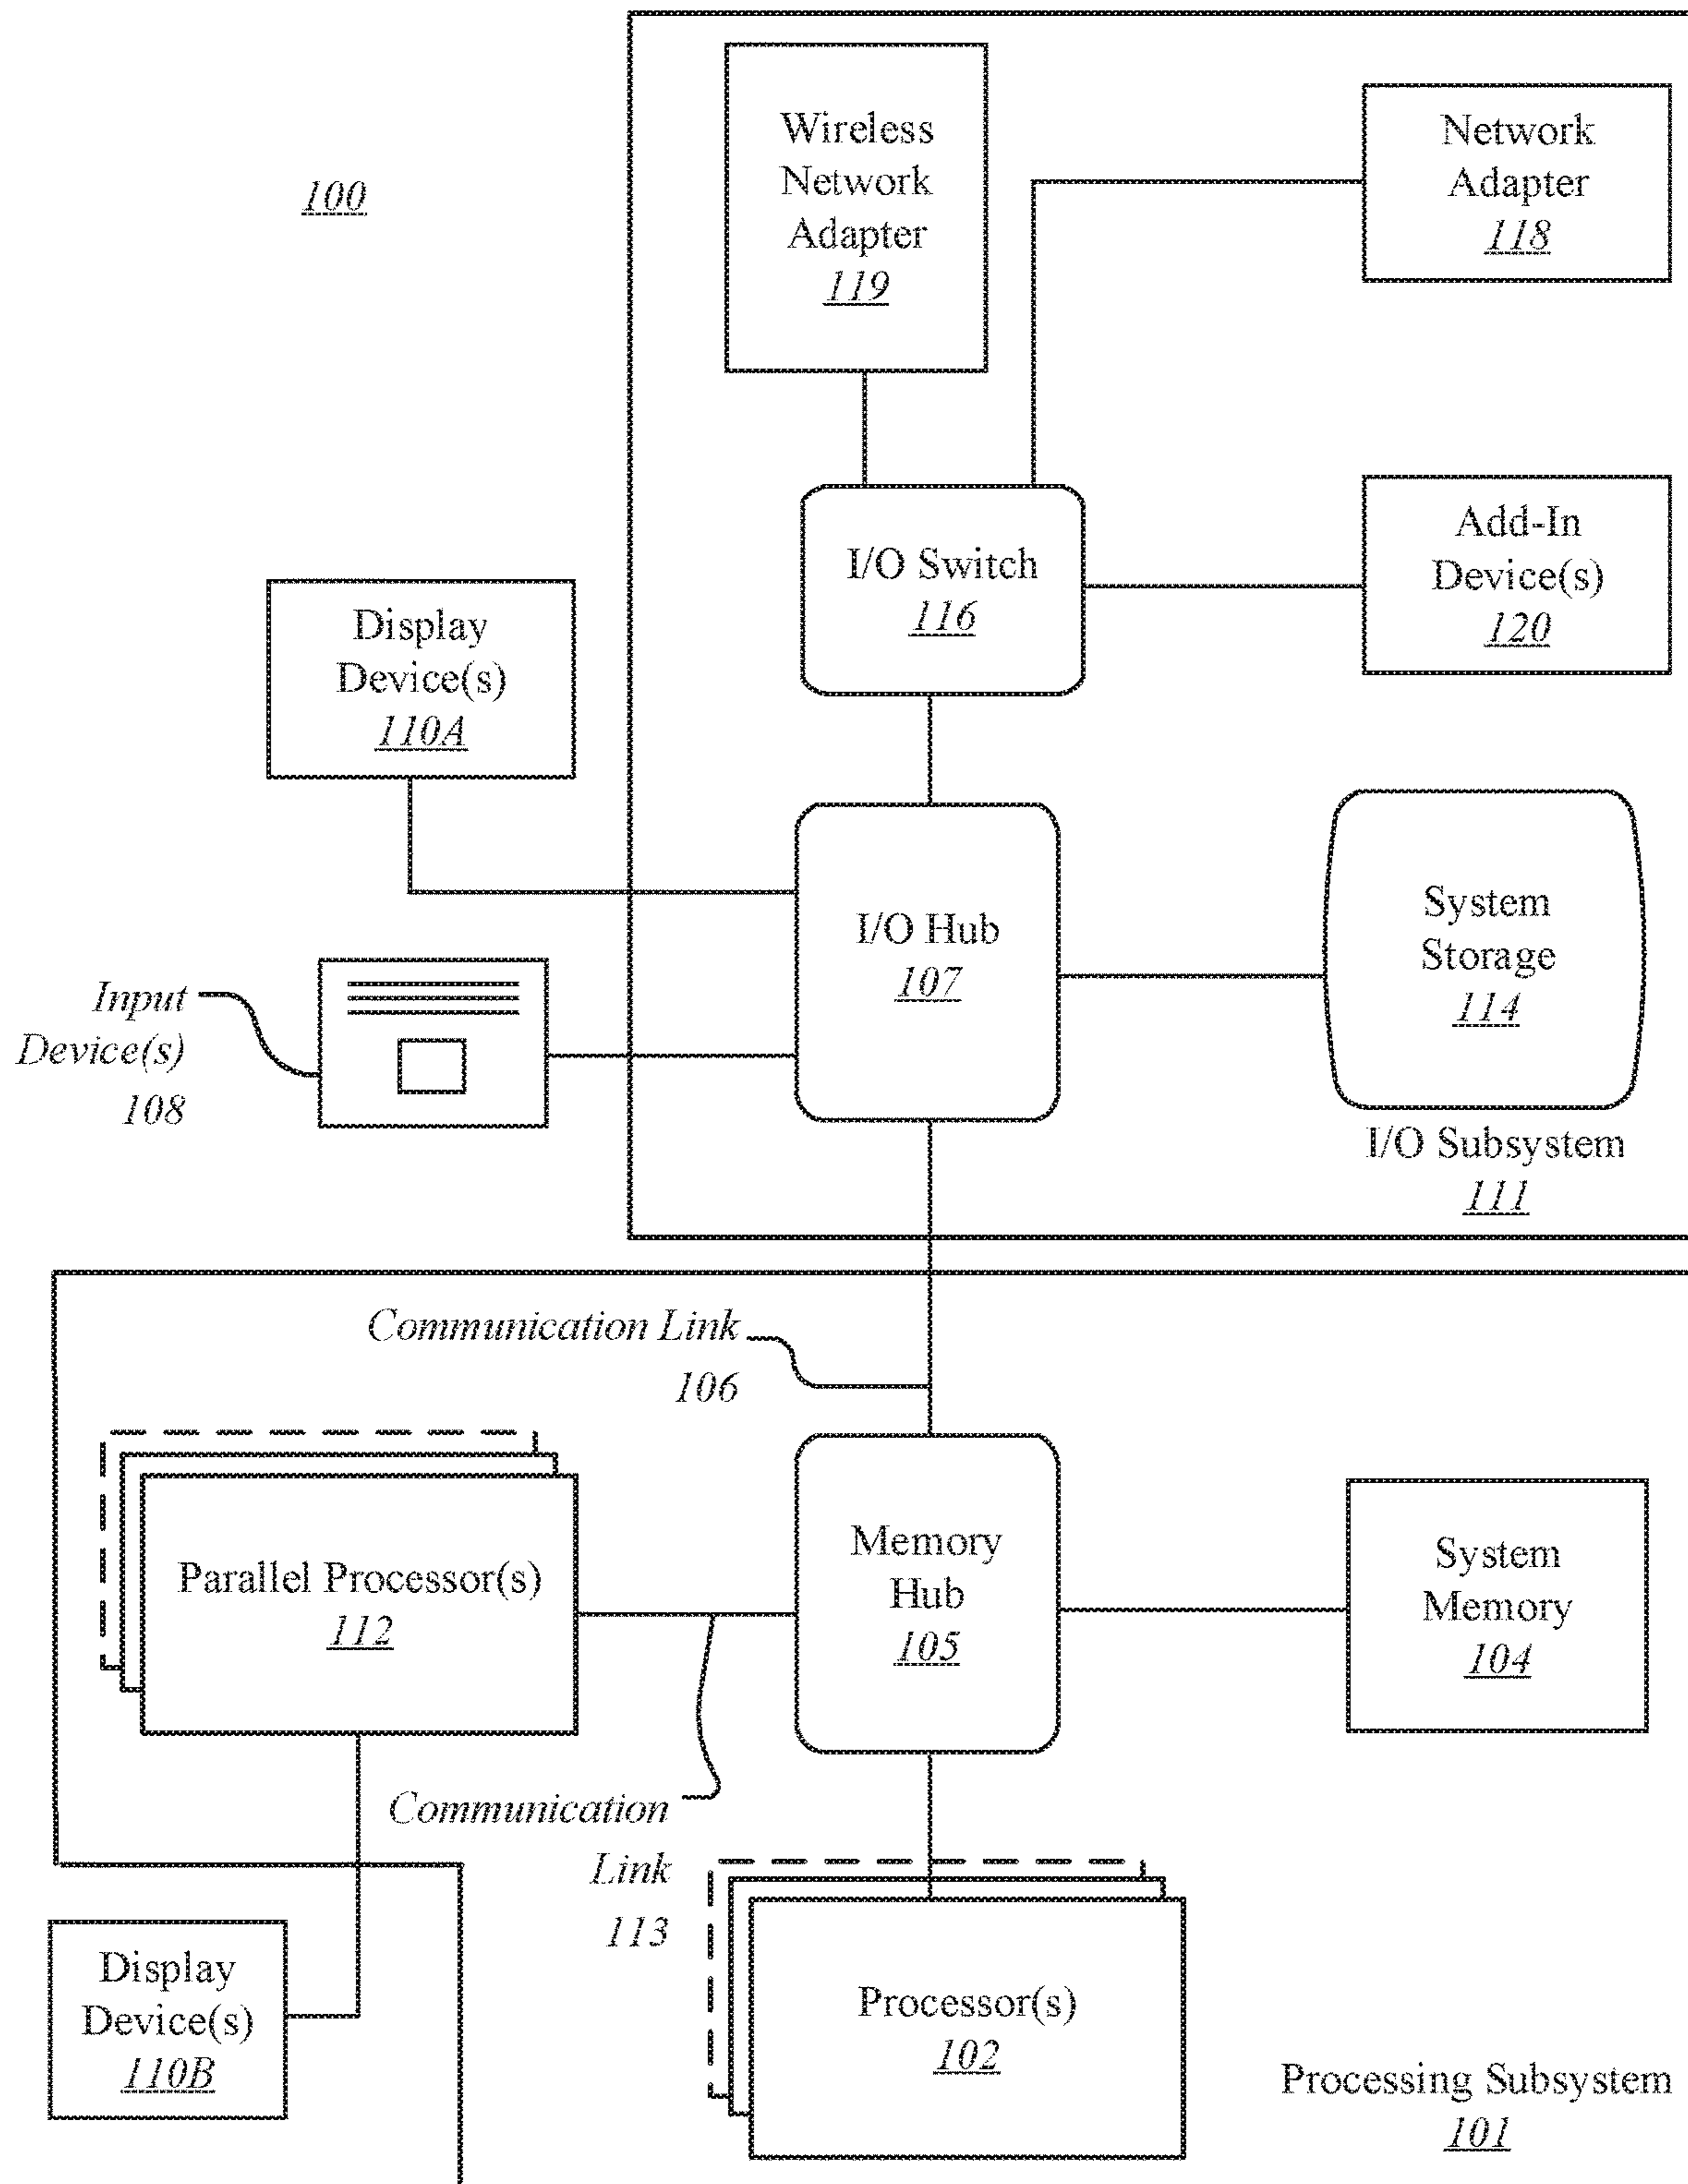 100
Wireless
Network
Adapter
119
Network
Adapter
118
I/O Switch
116
Add-In
Device(s)
120
Display
Device(s)
110A
I/O Hub
107
System
Storage
114
Input
Device(s)
108
I/O Subsystem
111
Communication Link
106
Parallel Processor(s)
112
Memory
Hub
105
System
Memory
104
Communication
Link
113
Display
Device(s)
110B
Processor(s)
102
Processing Subsystem
101